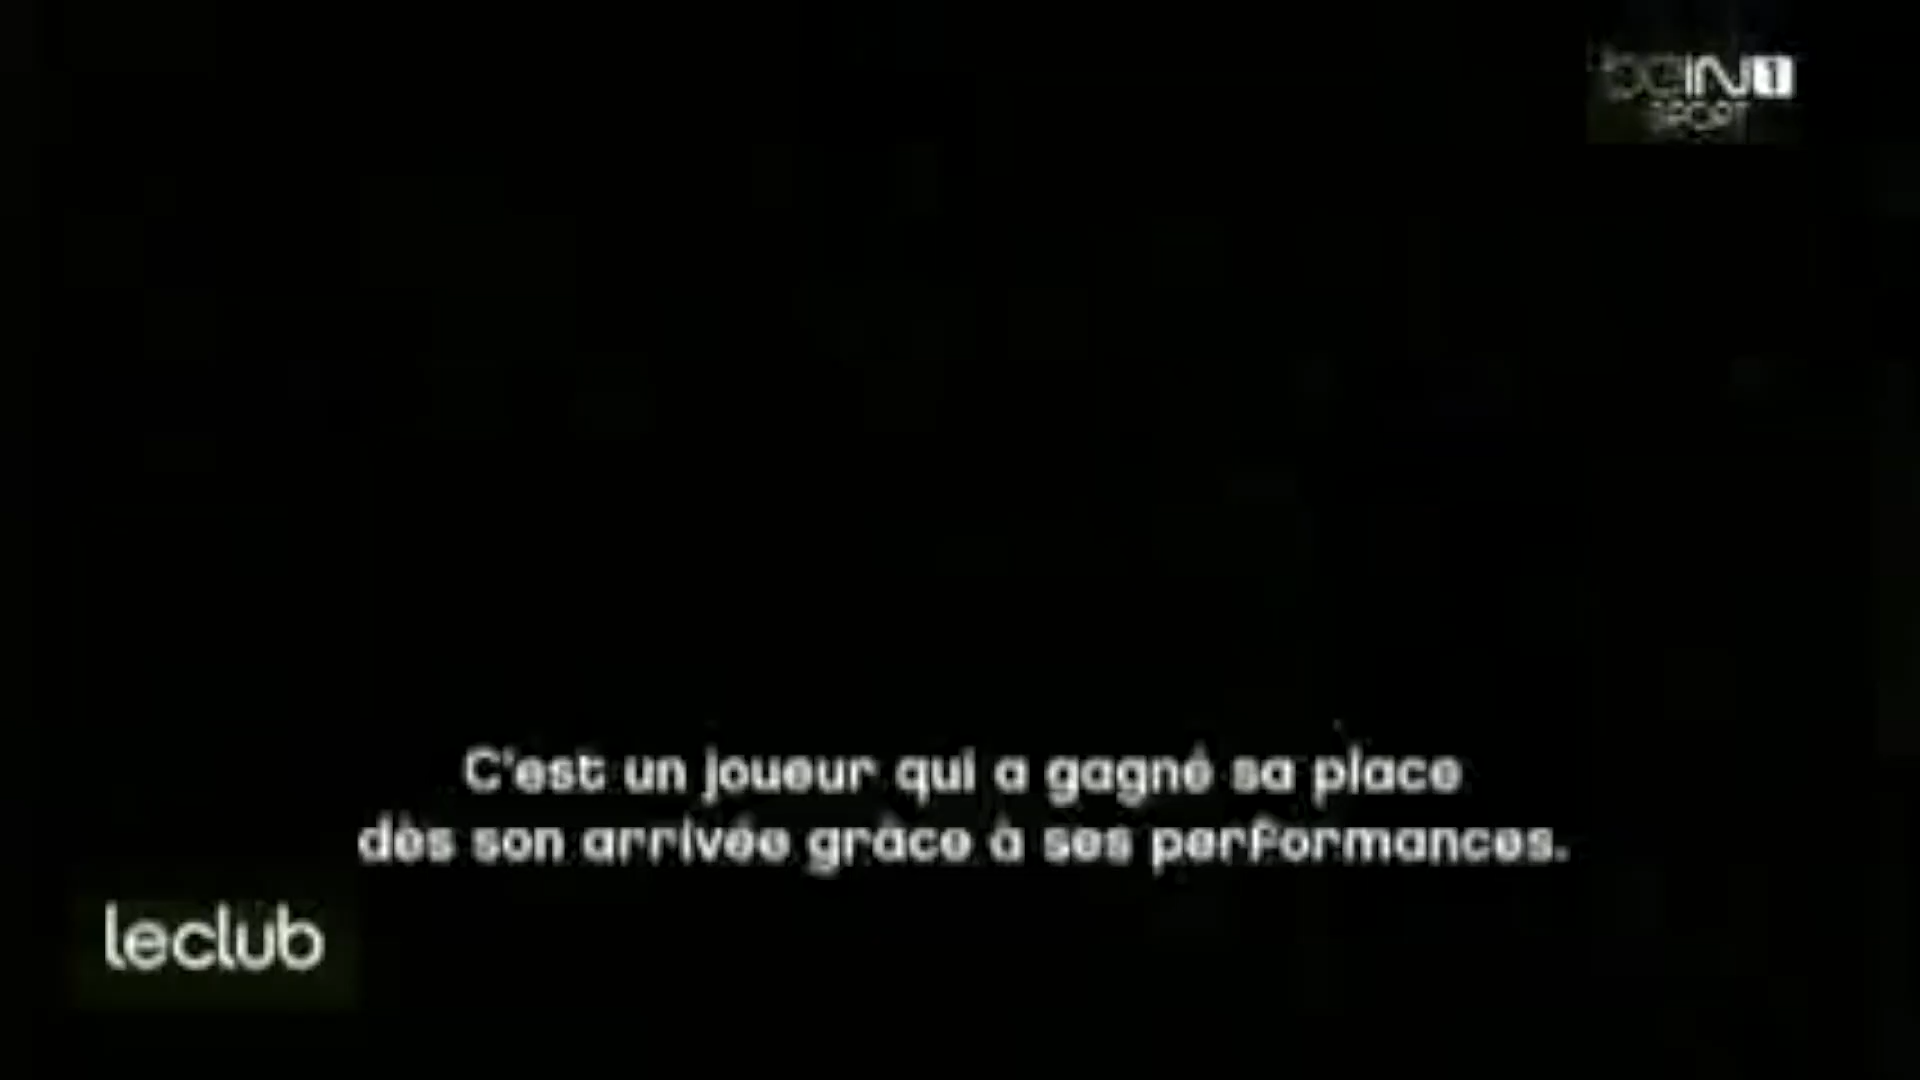 beIN 1
SPORT
C'est un joueur qui a gagné sa place
dès son arrivée grâce à ses performances.
leclub